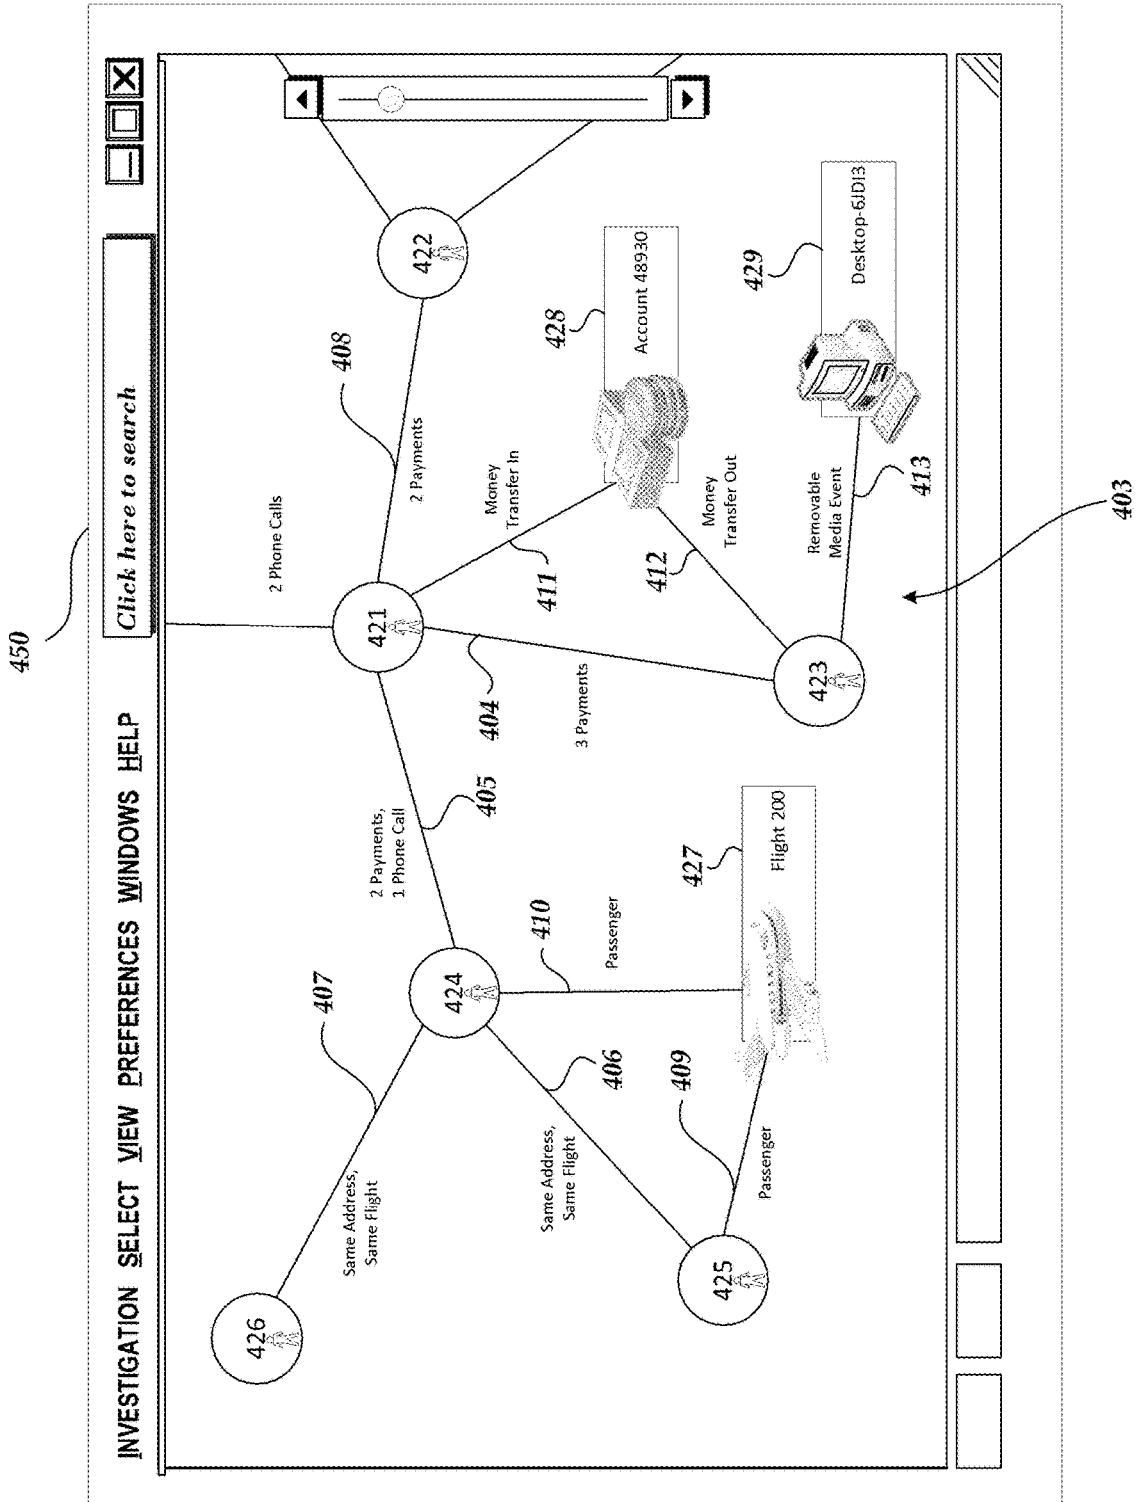 450
INVESTIGATION SELECT VIEW PREFERENCES WINDOWS HELP
Click here to search
426
407
Same Address,
Same Flight
424
2 Payments,
1 Phone Call
405
421
2 Phone Calls
408
2 Payments
422
Same Address,
Same Flight
406
410
Passenger
404
3 Payments
411
Money
Transfer In
428
Account 48930
412
Money
Transfer Out
425
409
Passenger
427
Flight 200
423
Removable
Media Event
413
429
Desktop-6JDI3
403